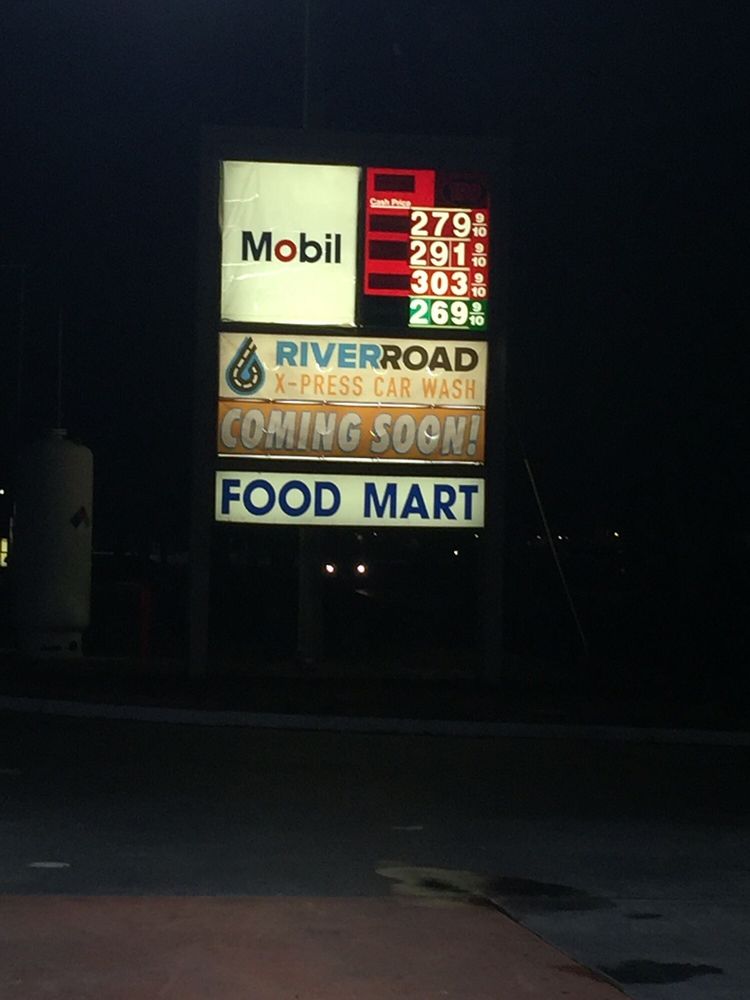 Mobil
Cash Price
279 9/10
291 9/10
303 9/10
269 9/10
RIVERROAD
X-PRESS CAR WASH
COMING SOON!
FOOD MART